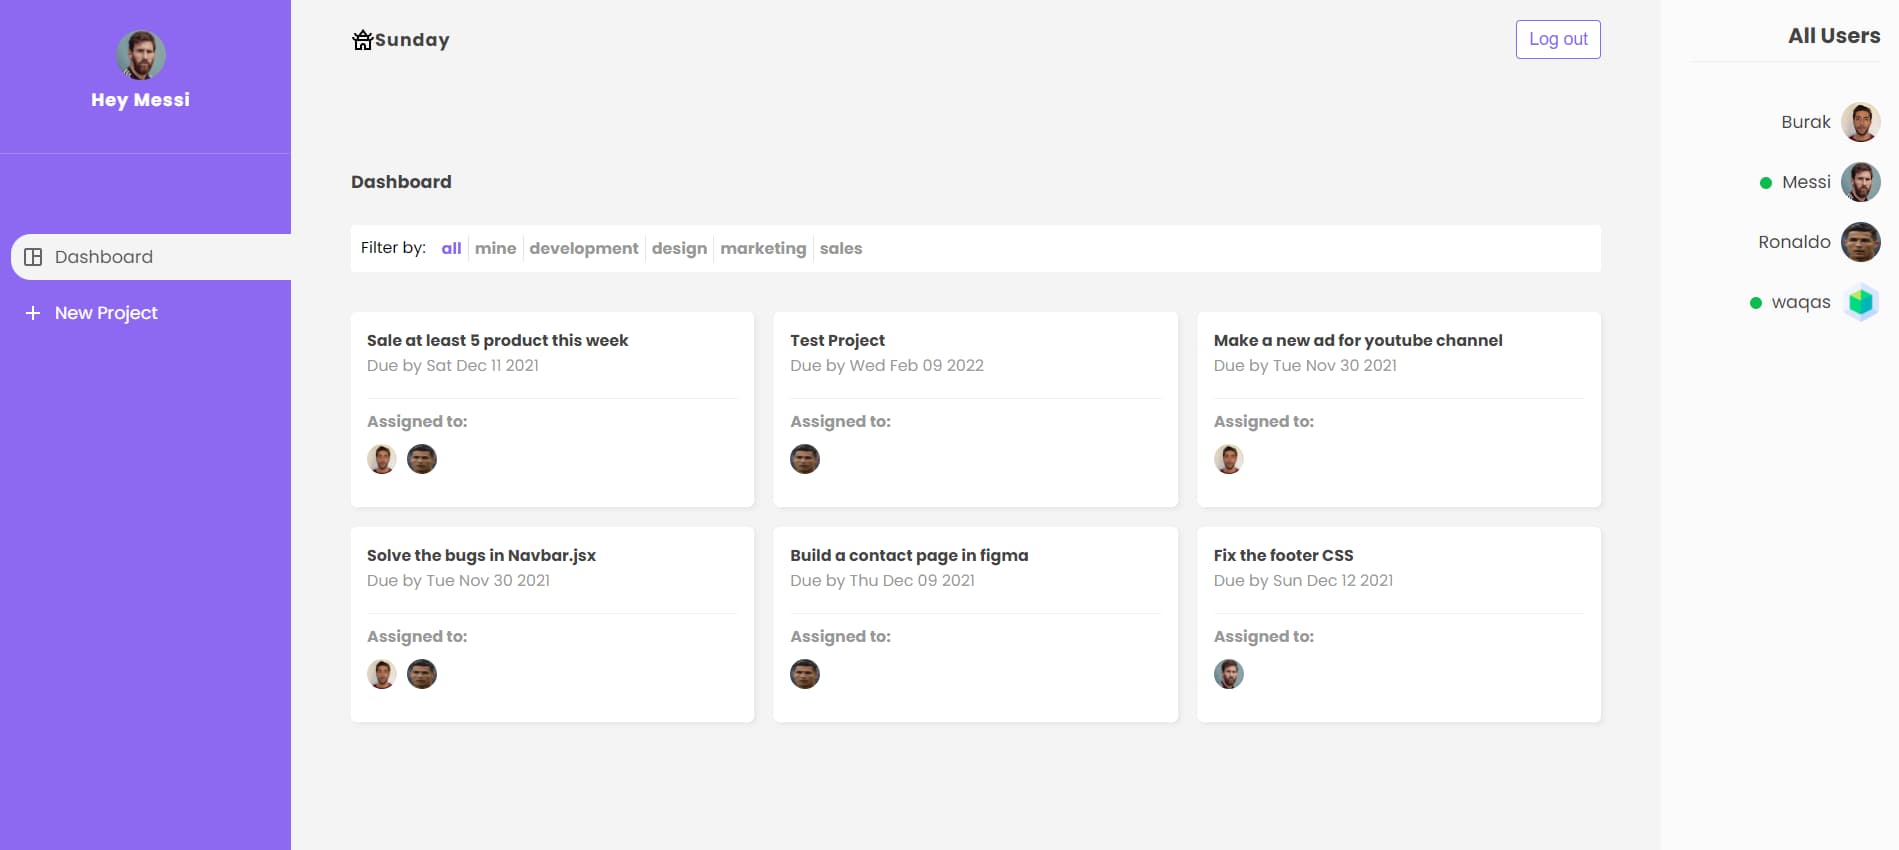 Hey Messi
Dashboard
New Project
Sunday
Log out
Dashboard
Filter by: all mine development design marketing sales
Sale at least 5 product this week
Due by Sat Dec 11 2021
Assigned to:
Test Project
Due by Wed Feb 09 2022
Assigned to:
Make a new ad for youtube channel
Due by Tue Nov 30 2021
Assigned to:
Solve the bugs in Navbar.jsx
Due by Tue Nov 30 2021
Assigned to:
Build a contact page in figma
Due by Thu Dec 09 2021
Assigned to:
Fix the footer CSS
Due by Sun Dec 12 2021
Assigned to:
All Users
Burak
Messi
Ronaldo
waqas